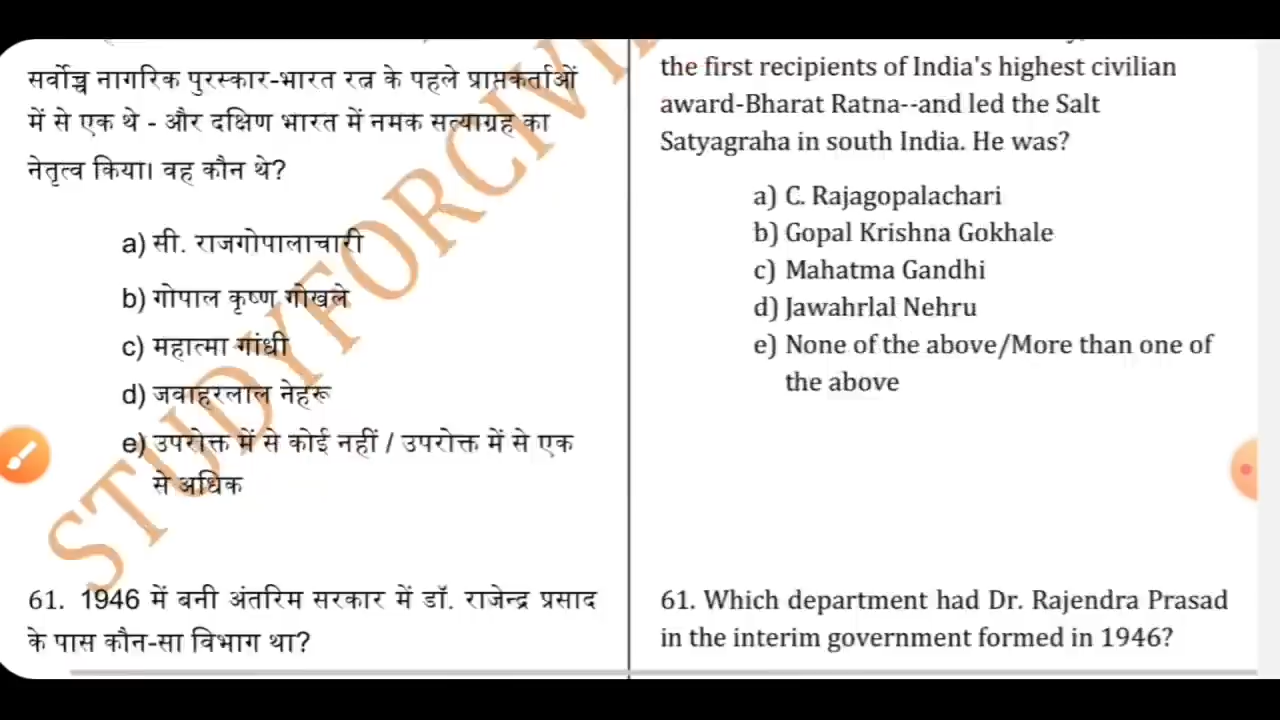 सर्वोच्च नागरिक पुरस्कार-भारत रत्न के पहले प्राप्तकर्ताओं
में से एक थे - और दक्षिण भारत में नमक सत्याग्रह का
नेतृत्व किया। वह कौन थे?
a) सी. राजगोपालाचारी
b) गोपाल कृष्ण गोखले
c) महात्मा गांधी
d) जवाहरलाल नेहरू
e) उपरोक्त में से कोई नहीं / उपरोक्त में से एक
से अधिक
61. 1946 में बनी अंतरिम सरकार में डॉ. राजेन्द्र प्रसाद
के पास कौन-सा विभाग था?
the first recipients of India's highest civilian
award-Bharat Ratna--and led the Salt
Satyagraha in south India. He was?
a) C. Rajagopalachari
b) Gopal Krishna Gokhale
c) Mahatma Gandhi
d) Jawahrlal Nehru
e) None of the above/More than one of
the above
61. Which department had Dr. Rajendra Prasad
in the interim government formed in 1946?
STUDYFORCIVI